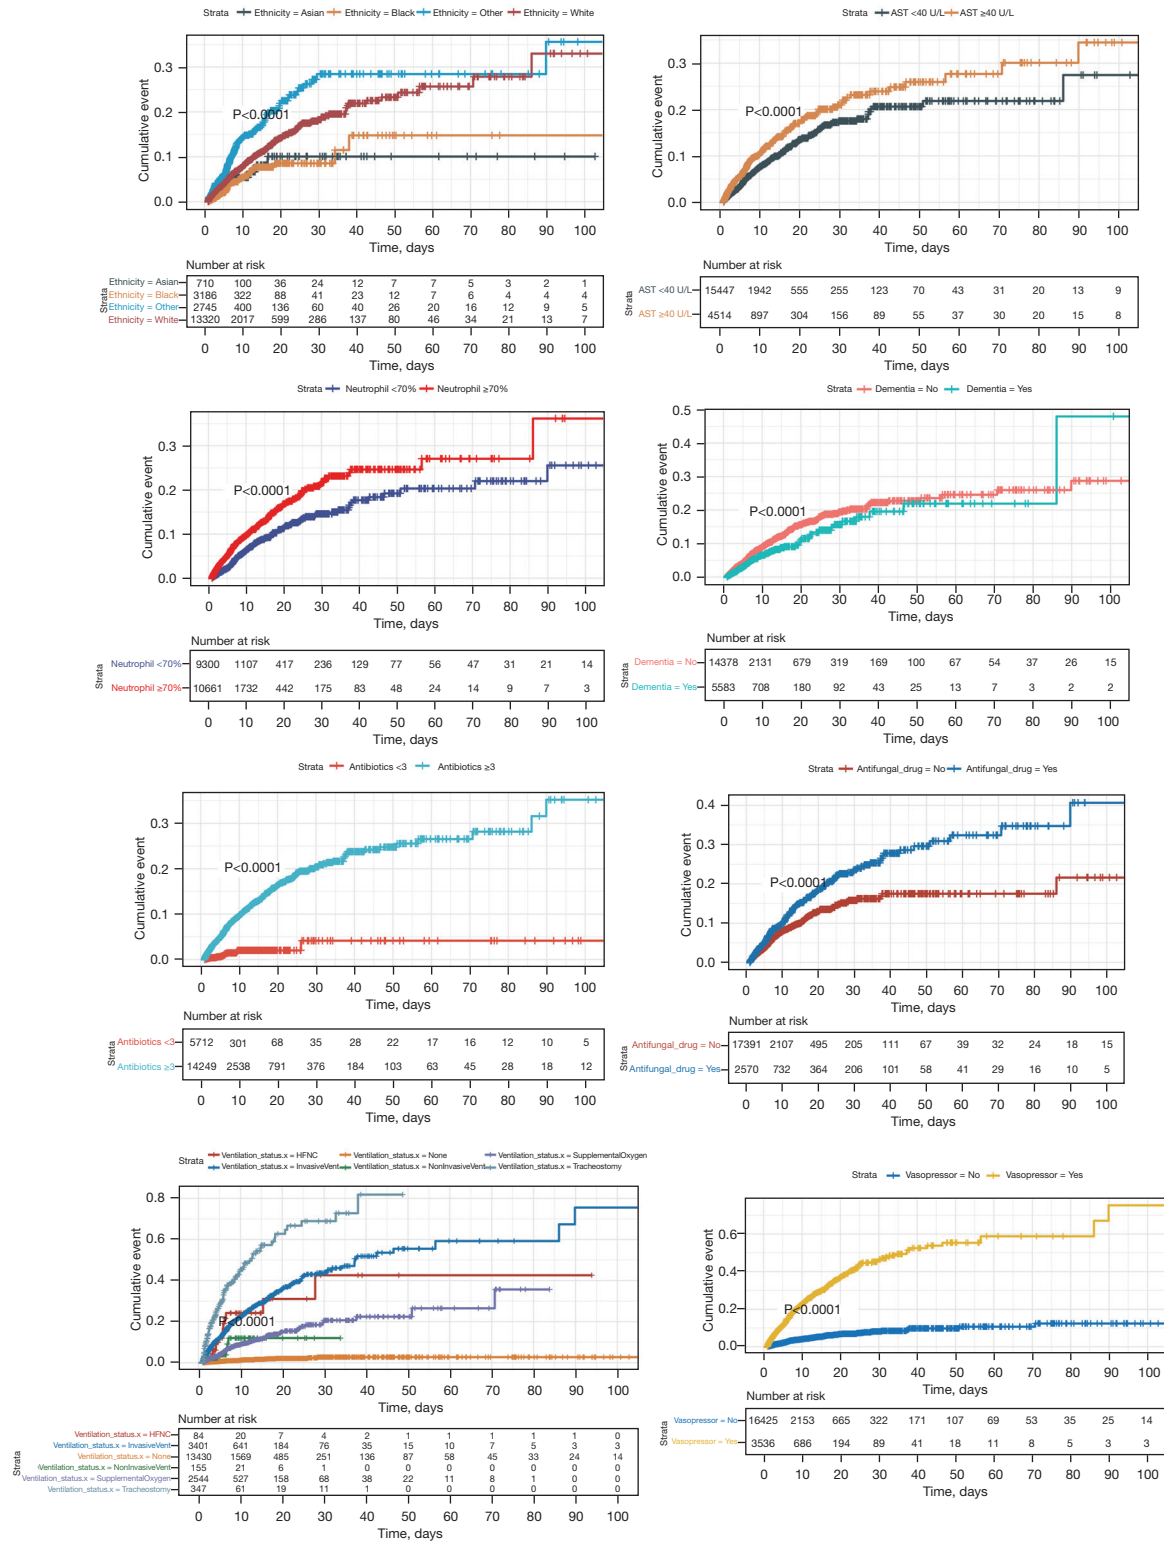 Strata Ethnicity = Asian Ethnicity = Black Ethnicity = Other Ethnicity = White
Cumulative event
0.3
0.2
0.1
0.0
P<0.0001
0 10 20 30 40 50 60 70 80 90 100
Time, days
Number at risk
Strata
Ethnicity = Asian 710 100 36 24 12 7 7 5 3 2 1
Ethnicity = Black 3186 322 88 41 23 12 7 6 4 4 4
Ethnicity = Other 2745 400 136 60 40 26 20 16 12 9 5
Ethnicity = White 13320 2017 599 286 137 80 46 34 21 13 7
0 10 20 30 40 50 60 70 80 90 100
Time, days
Strata AST <40 U/L AST ≥40 U/L
Cumulative event
0.3
0.2
0.1
0.0
P<0.0001
0 10 20 30 40 50 60 70 80 90 100
Time, days
Number at risk
Strata
AST <40 U/L 15447 1942 555 255 123 70 43 31 20 13 9
AST ≥40 U/L 4514 897 304 156 89 55 37 30 20 15 8
0 10 20 30 40 50 60 70 80 90 100
Time, days
Strata Neutrophil <70% Neutrophil ≥70%
Cumulative event
0.3
0.2
0.1
0.0
P<0.0001
0 10 20 30 40 50 60 70 80 90 100
Time, days
Number at risk
Strata
Neutrophil <70% 9300 1107 417 236 129 77 56 47 31 21 14
Neutrophil ≥70% 10661 1732 442 175 83 48 24 14 9 7 3
0 10 20 30 40 50 60 70 80 90 100
Time, days
Strata Dementia = No Dementia = Yes
Cumulative event
0.5
0.4
0.3
0.2
0.1
0.0
P<0.0001
0 10 20 30 40 50 60 70 80 90 100
Time, days
Number at risk
Strata
Dementia = No 14378 2131 679 319 169 100 67 54 37 26 15
Dementia = Yes 5583 708 180 92 43 25 13 7 3 2 2
0 10 20 30 40 50 60 70 80 90 100
Time, days
Strata Antibiotics <3 Antibiotics ≥3
Cumulative event
0.3
0.2
0.1
0.0
P<0.0001
0 10 20 30 40 50 60 70 80 90 100
Time, days
Number at risk
Strata
Antibiotics <3 5712 301 68 35 28 22 17 16 12 10 5
Antibiotics ≥3 14249 2538 791 376 184 103 63 45 28 18 12
0 10 20 30 40 50 60 70 80 90 100
Time, days
Strata Antifungal_drug = No Antifungal_drug = Yes
Cumulative event
0.4
0.3
0.2
0.1
0.0
P<0.0001
0 10 20 30 40 50 60 70 80 90 100
Time, days
Number at risk
Strata
Antifungal_drug = No 17391 2107 495 205 111 67 39 32 24 18 15
Antifungal_drug = Yes 2570 732 364 206 101 58 41 29 16 10 5
0 10 20 30 40 50 60 70 80 90 100
Time, days
Strata
Ventilation_status.x = HFNC Ventilation_status.x = None Ventilation_status.x = SupplementalOxygen
Ventilation_status.x = InvasiveVent Ventilation_status.x = NonInvasiveVent Ventilation_status.x = Tracheostomy
Cumulative event
0.8
0.6
0.4
0.2
0.0
P<0.0001
0 10 20 30 40 50 60 70 80 90 100
Time, days
Number at risk
Strata
Ventilation_status.x = HFNC 84 20 7 4 2 1 1 1 1 1 0
Ventilation_status.x = InvasiveVent 3401 641 184 76 35 15 10 7 5 3 3
Ventilation_status.x = None 13430 1569 485 251 136 87 58 45 33 24 14
Ventilation_status.x = NonInvasiveVent 155 21 6 1 0 0 0 0 0 0 0
Ventilation_status.x = SupplementalOxygen 2544 527 158 68 38 22 11 8 1 0 0
Ventilation_status.x = Tracheostomy 347 61 19 11 1 0 0 0 0 0 0
0 10 20 30 40 50 60 70 80 90 100
Time, days
Strata Vasopressor = No Vasopressor = Yes
Cumulative event
0.6
0.4
0.2
0.0
P<0.0001
0 10 20 30 40 50 60 70 80 90 100
Time, days
Number at risk
Strata
Vasopressor = No 16425 2153 665 322 171 107 69 53 35 25 14
Vasopressor = Yes 3536 686 194 89 41 18 11 8 5 3 3
0 10 20 30 40 50 60 70 80 90 100
Time, days